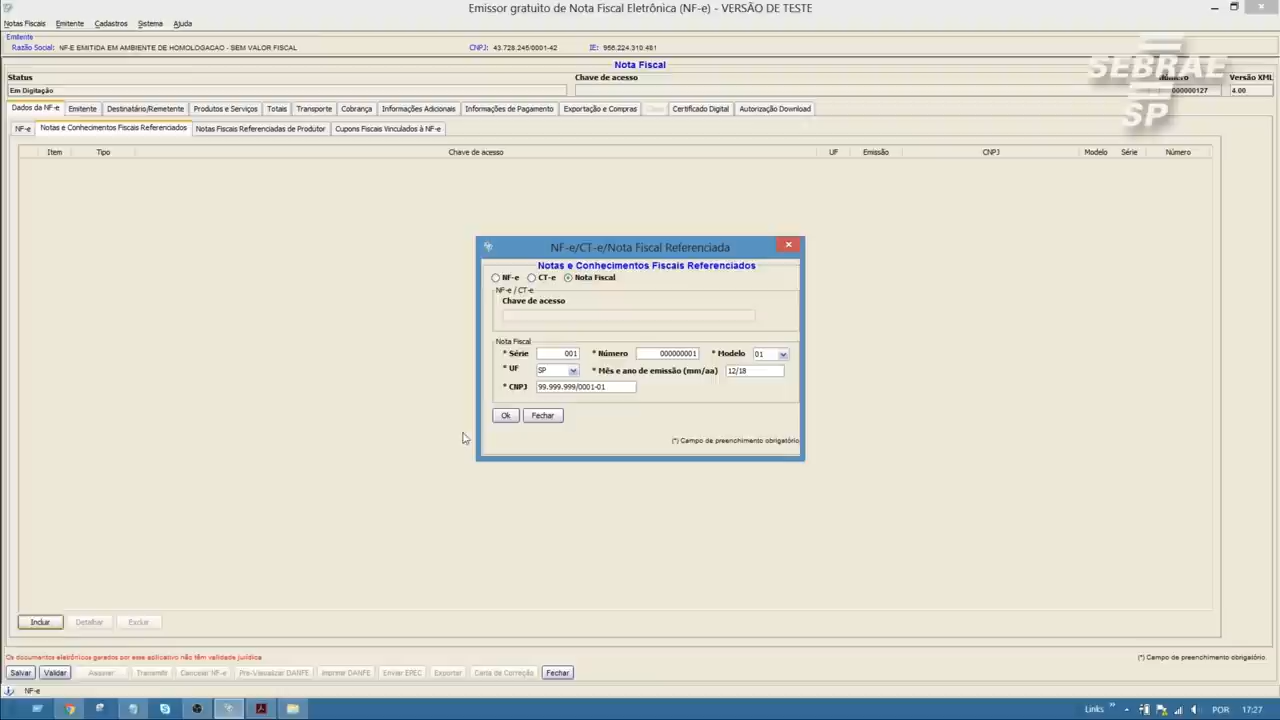 Emissor gratuito de Nota Fiscal Eletrônica (NF-e) - VERSÃO DE TESTE
Notas Fiscais Emitente Cadastros Sistema Ajuda
Emitente
Razão Social: NF-E EMITIDA EM AMBIENTE DE HOMOLOGACAO - SEM VALOR FISCAL CNPJ: 43.728.245/0001-42 IE: 956.224.310.481
Nota Fiscal
Status Chave de acesso Número Versão XML
Em Digitação 000000127 4.00
SEBRAE
SP
Dados da NF-e Emitente Destinatário/Remetente Produtos e Serviços Totais Transporte Cobrança Informações Adicionais Informações de Pagamento Exportação e Compras Certificado Digital Autorização Download
NF-e Notas e Conhecimentos Fiscais Referenciados Notas Fiscais Referenciadas de Produtor Cupons Fiscais Vinculados à NF-e
Item Tipo Chave de acesso UF Emissão CNPJ Modelo Série Número
NF-e/CT-e/Nota Fiscal Referenciada
Notas e Conhecimentos Fiscais Referenciados
NF-e CT-e Nota Fiscal
NF-e / CT-e
Chave de acesso
Nota Fiscal
* Série 001 * Número 000000001 * Modelo 01
* UF SP * Mês e ano de emissão (mm/aa) 12/18
* CNPJ 99.999.999/0001-01
Ok Fechar
(*) Campo de preenchimento obrigatório
Incluir Detalhar Excluir
Os documentos eletrônicos gerados por esse aplicativo não têm validade jurídica (*) Campo de preenchimento obrigatório.
Salvar Validar Assinar Transmitir Cancelar NF-e Pre-Visualizar DANFE Imprimir DANFE Enviar EPEC Exportar Carta de Correção Fechar
NF-e
Links POR 17:27